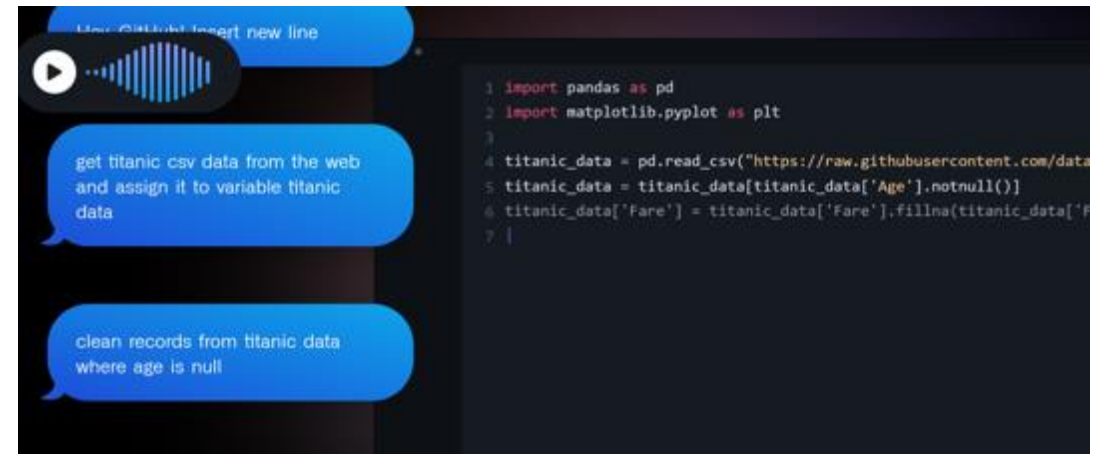 Hey, GitHub! Insert new line
get titanic csv data from the web
and assign it to variable titanic
data
clean records from titanic data
where age is null
1 import pandas as pd
2 import matplotlib.pyplot as plt
3
4 titanic_data = pd.read_csv("https://raw.githubusercontent.com/data
5 titanic_data = titanic_data[titanic_data['Age'].notnull()]
6 titanic_data['Fare'] = titanic_data['Fare'].fillna(titanic_data['F
7